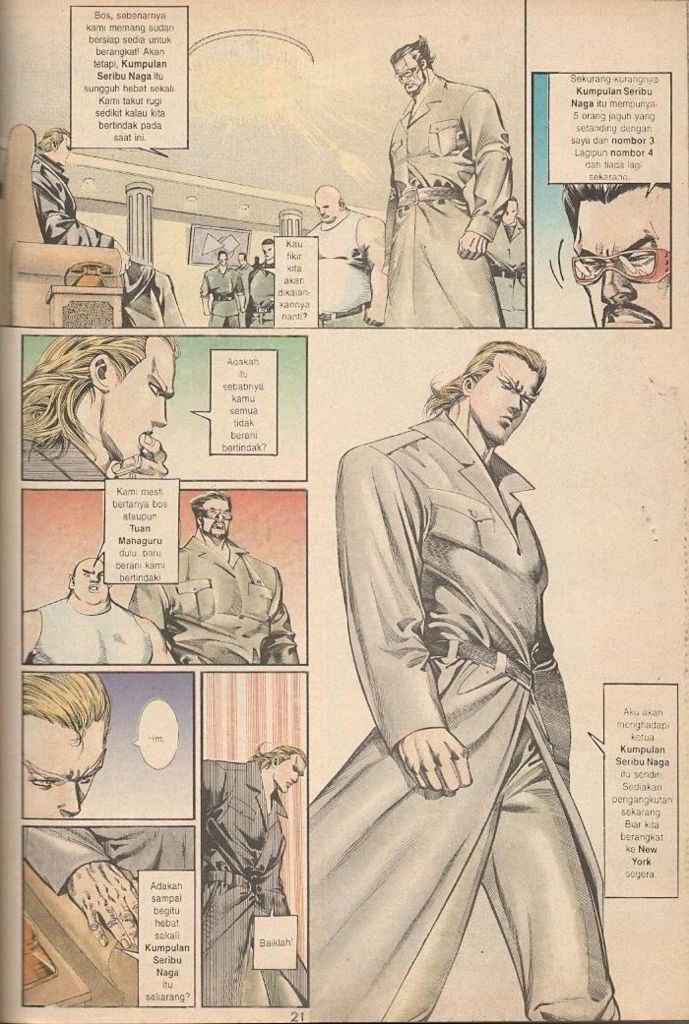 Bos, sebenarnya
kami memang sudah
bersiap sedia untuk
berangkat! Akan
tetapi, Kumpulan
Seribu Naga itu
sungguh hebat sekali
Kami takut rugi
sedikit kalau kita
bertindak pada
saat ini.
Sekurang-kurangnya
Kumpulan Seribu
Naga itu mempunyai
5 orang jaguh yang
setanding dengan
saya dan nombor 3.
Lagipun nombor 4
dah tiada lagi
sekarang.
Kau
fikir
kita
akan
dikalah-
kannya
nanti?
Adakah
itu
sebabnya
kamu
semua
tidak
berani
bertindak?
Kami mesti
bertanya bos
ataupun
Tuan
Mahaguru
dulu, baru
berani kami
bertindak!
Hm.
Adakah
sampai
begitu
hebat
sekali
Kumpulan
Seribu
Naga
itu
sekarang?
Baiklah!
Aku akan
menghadapi
ketua
Kumpulan
Seribu Naga
itu sendiri.
Sediakan
pengangkutan
sekarang
Biar kita
berangkat
ke New
York
segera.
21